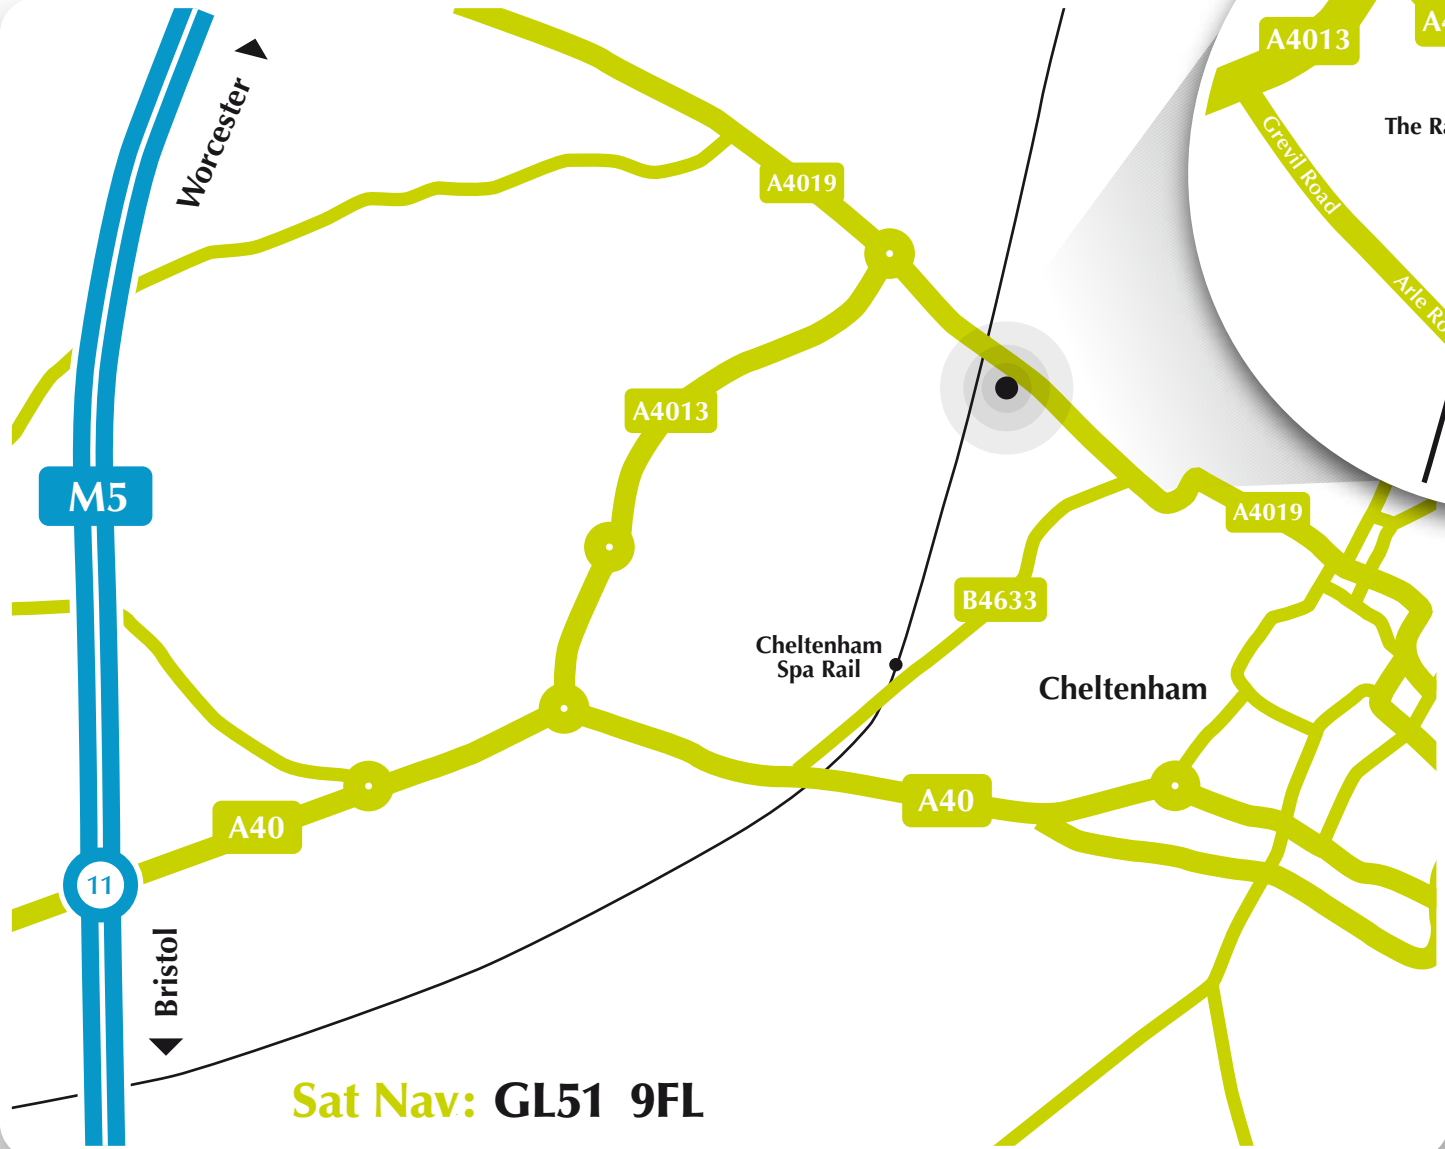 A4013
Worcester
The
Grevil Road
A4019
Arle
A4013
M5
A4019
B4633
Cheltenham
Spa Rail
Cheltenham
A40
A40
11
Bristol
Sat Nav: GL51 9FL